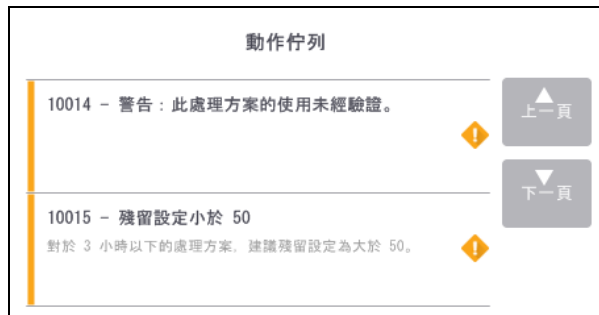 動作佇列
10014 - 警告：此處理方案的使用未經驗證。
上一頁
下一頁
10015 - 殘留設定小於 50
對於 3 小時以下的處理方案，建議殘留設定為大於 50。